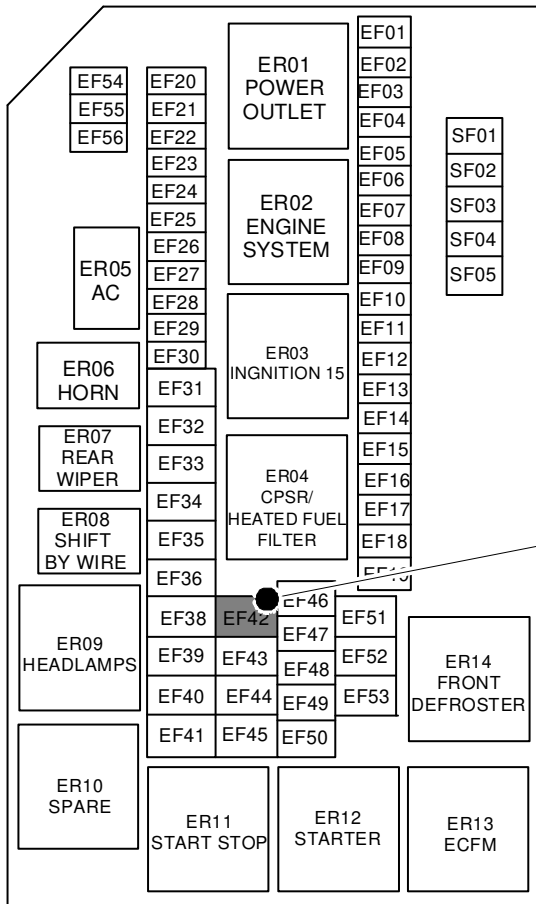 EF01
EF02
EF03
EF04
EF05
EF06
EF07
EF08
EF09
EF10
EF11
EF12
EF13
EF14
EF15
EF16
EF17
EF18
EF54
EF55
EF56
EF20
EF21
EF22
EF23
EF24
EF25
EF26
EF27
EF28
EF29
EF30
EF31
EF32
EF33
EF34
EF35
EF36
ER01
POWER
OUTLET
ER02
ENGINE
SYSTEM
ER03
INGNITION 15
ER04
CPSR/
HEATED FUEL
FILTER
SF01
SF02
SF03
SF04
SF05
ER05
AC
ER06
HORN
ER07
REAR
WIPER
ER08
SHIFT
BY WIRE
ER09
HEADLAMPS
ER10
SPARE
EF38
EF39
EF40
EF41
EF42
EF43
EF44
EF45
EF46
EF47
EF48
EF49
EF50
EF51
EF52
EF53
ER14
FRONT
DEFROSTER
ER11
START STOP
ER12
STARTER
ER13
ECFM